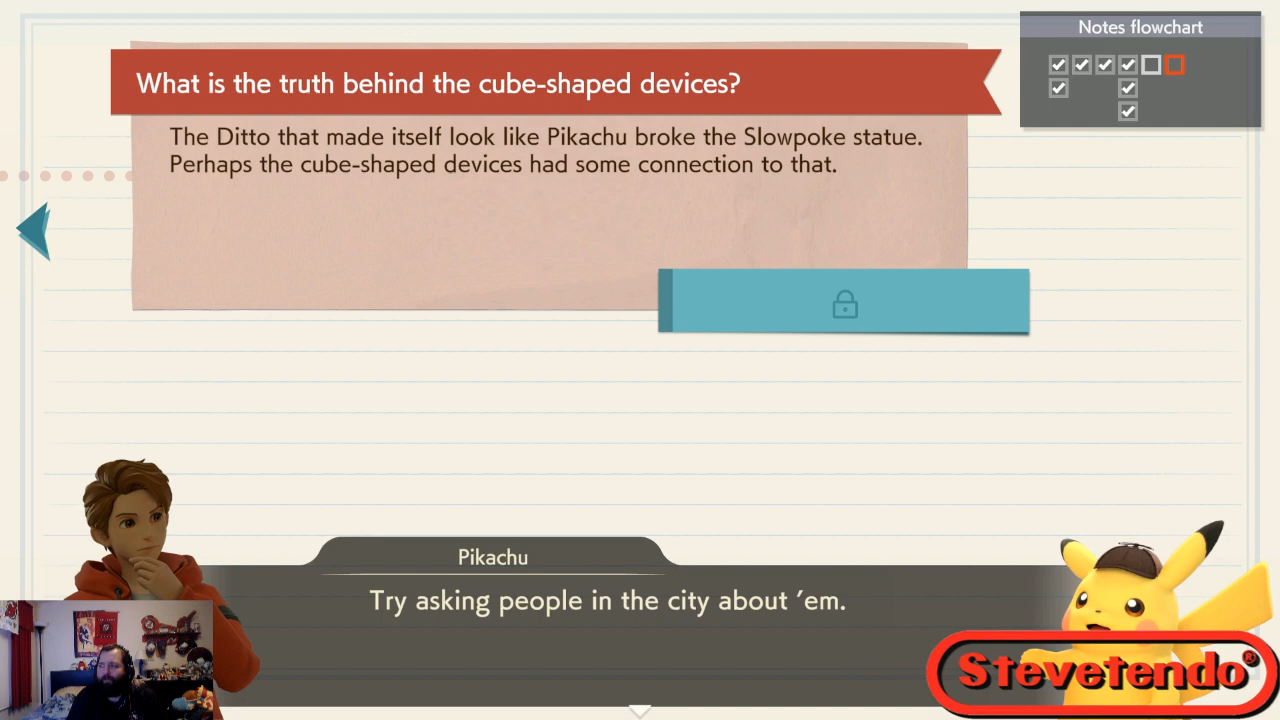 Notes flowchart
What is the truth behind the cube-shaped devices?
The Ditto that made itself look like Pikachu broke the Slowpoke statue.
Perhaps the cube-shaped devices had some connection to that.
Pikachu
Try asking people in the city about 'em.
Stevetendo®